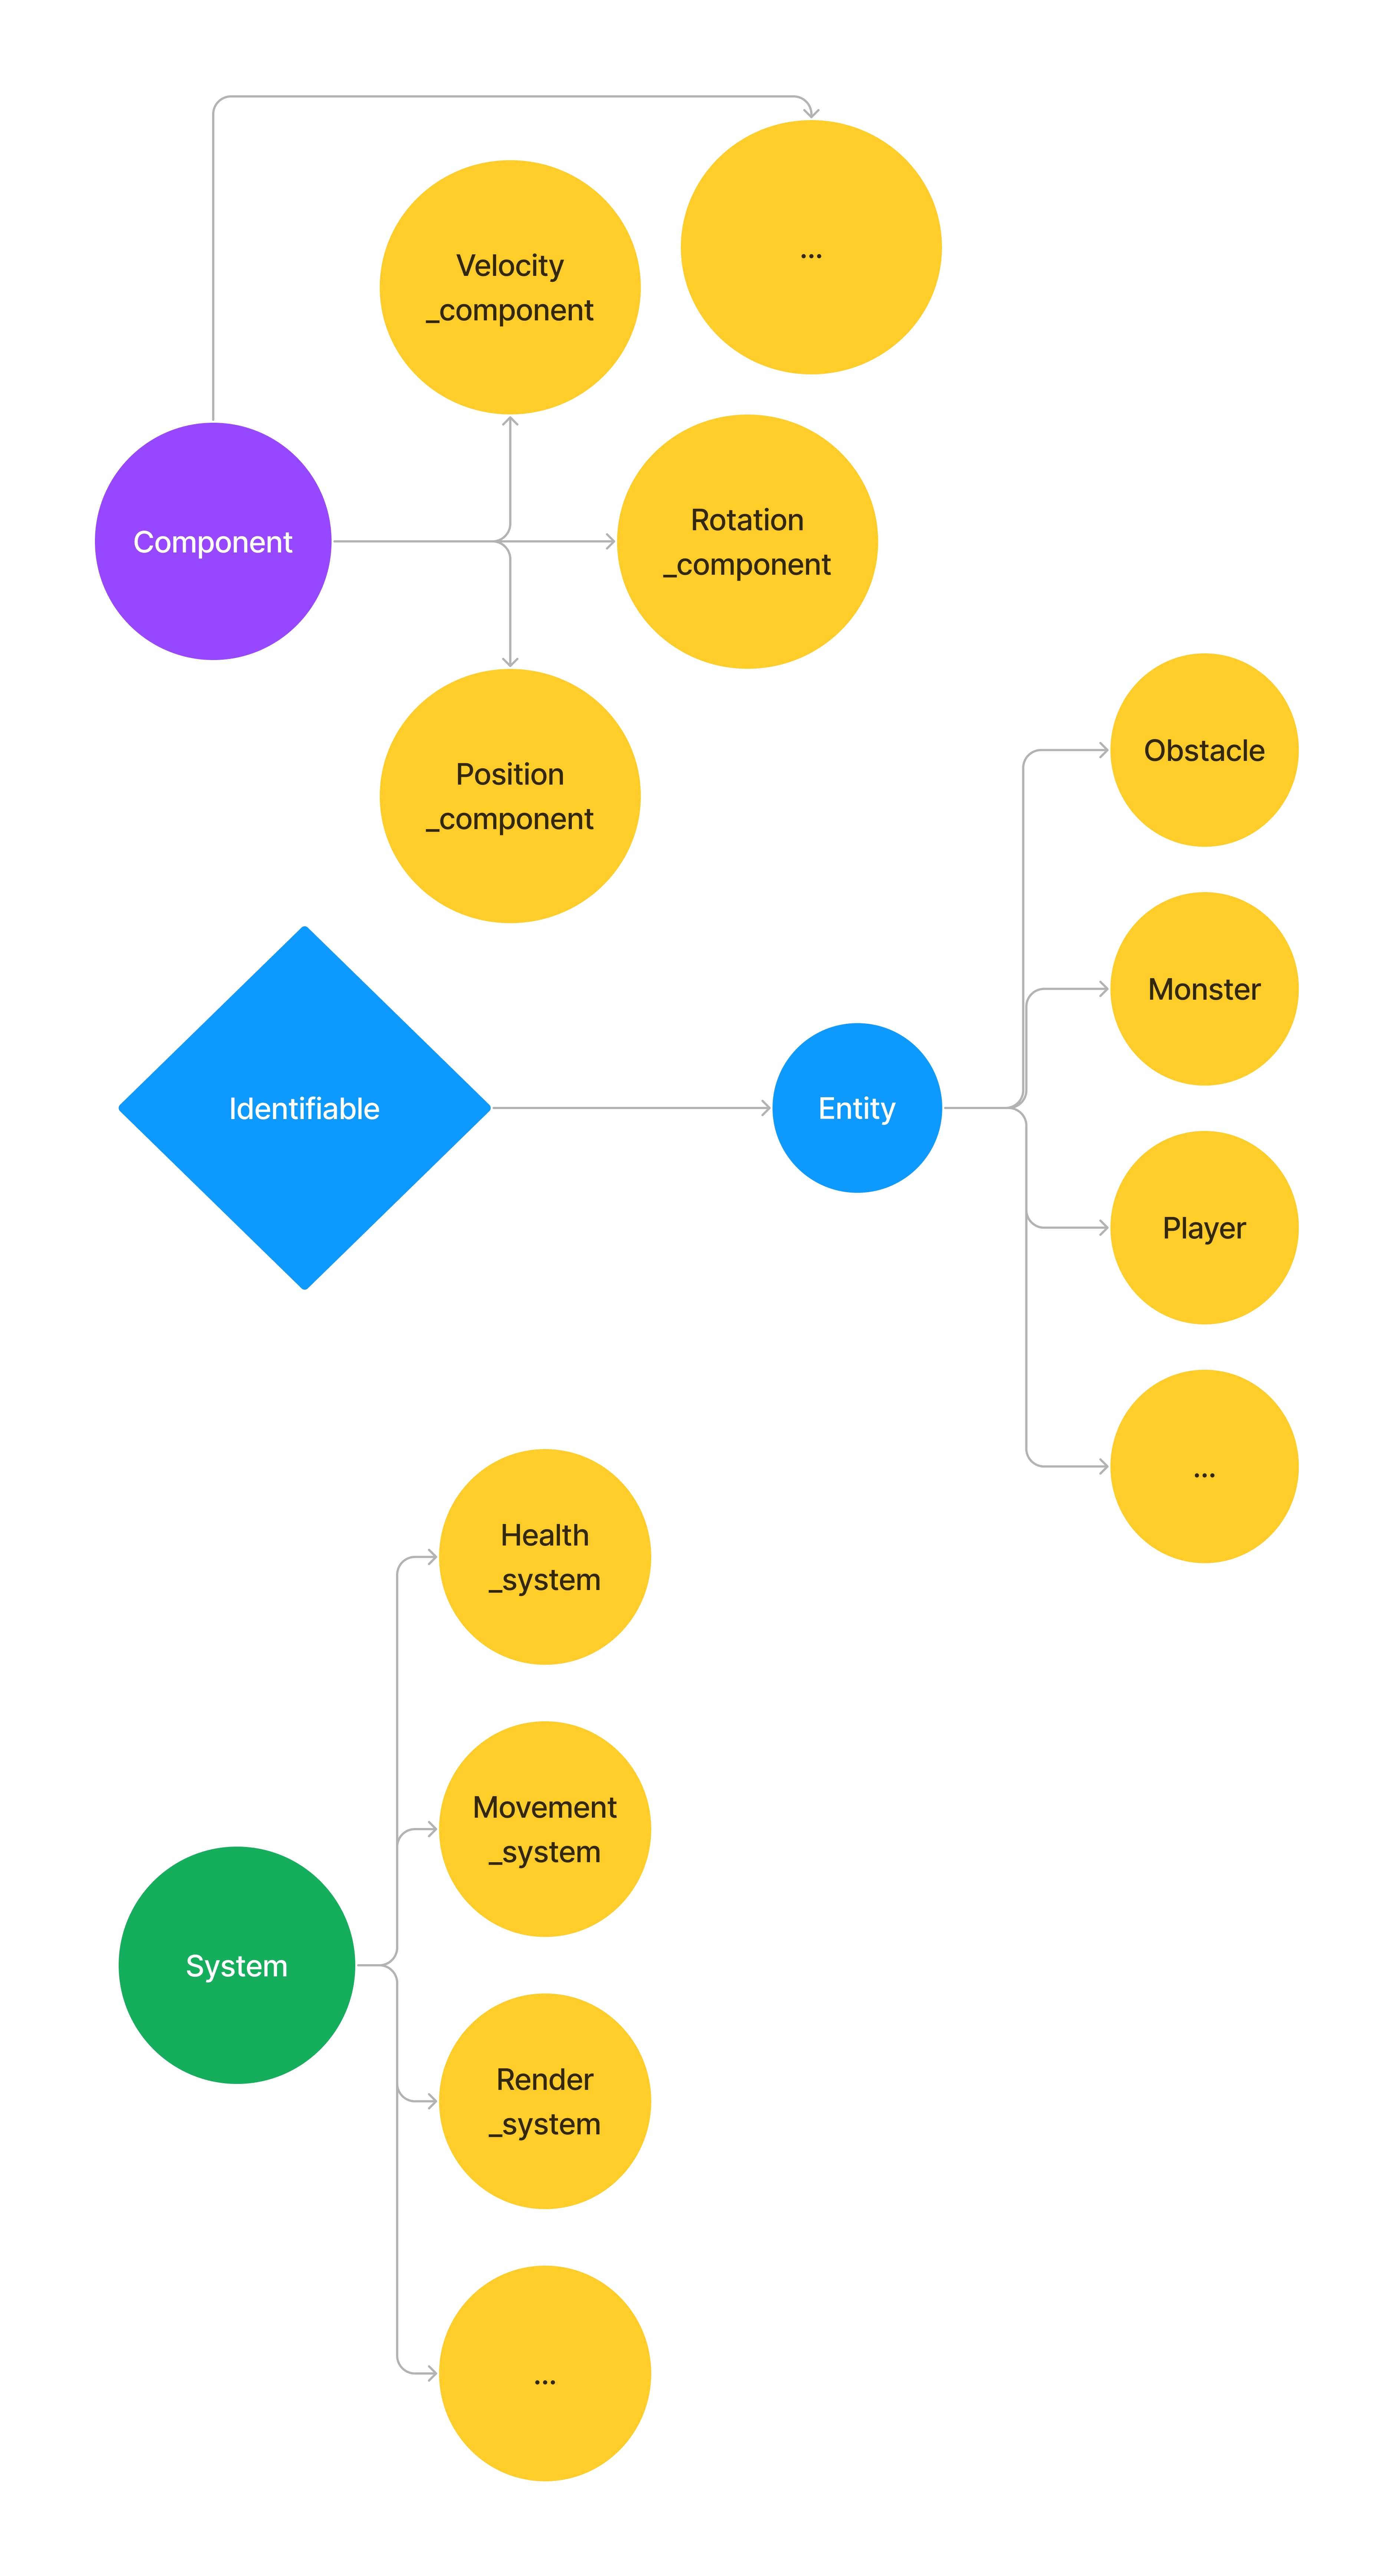 ...
Velocity
_component
Rotation
_component
Component
Position
_component
Obstacle
Monster
Identifiable
Entity
Player
...
Health
_system
Movement
_system
System
Render
_system
...